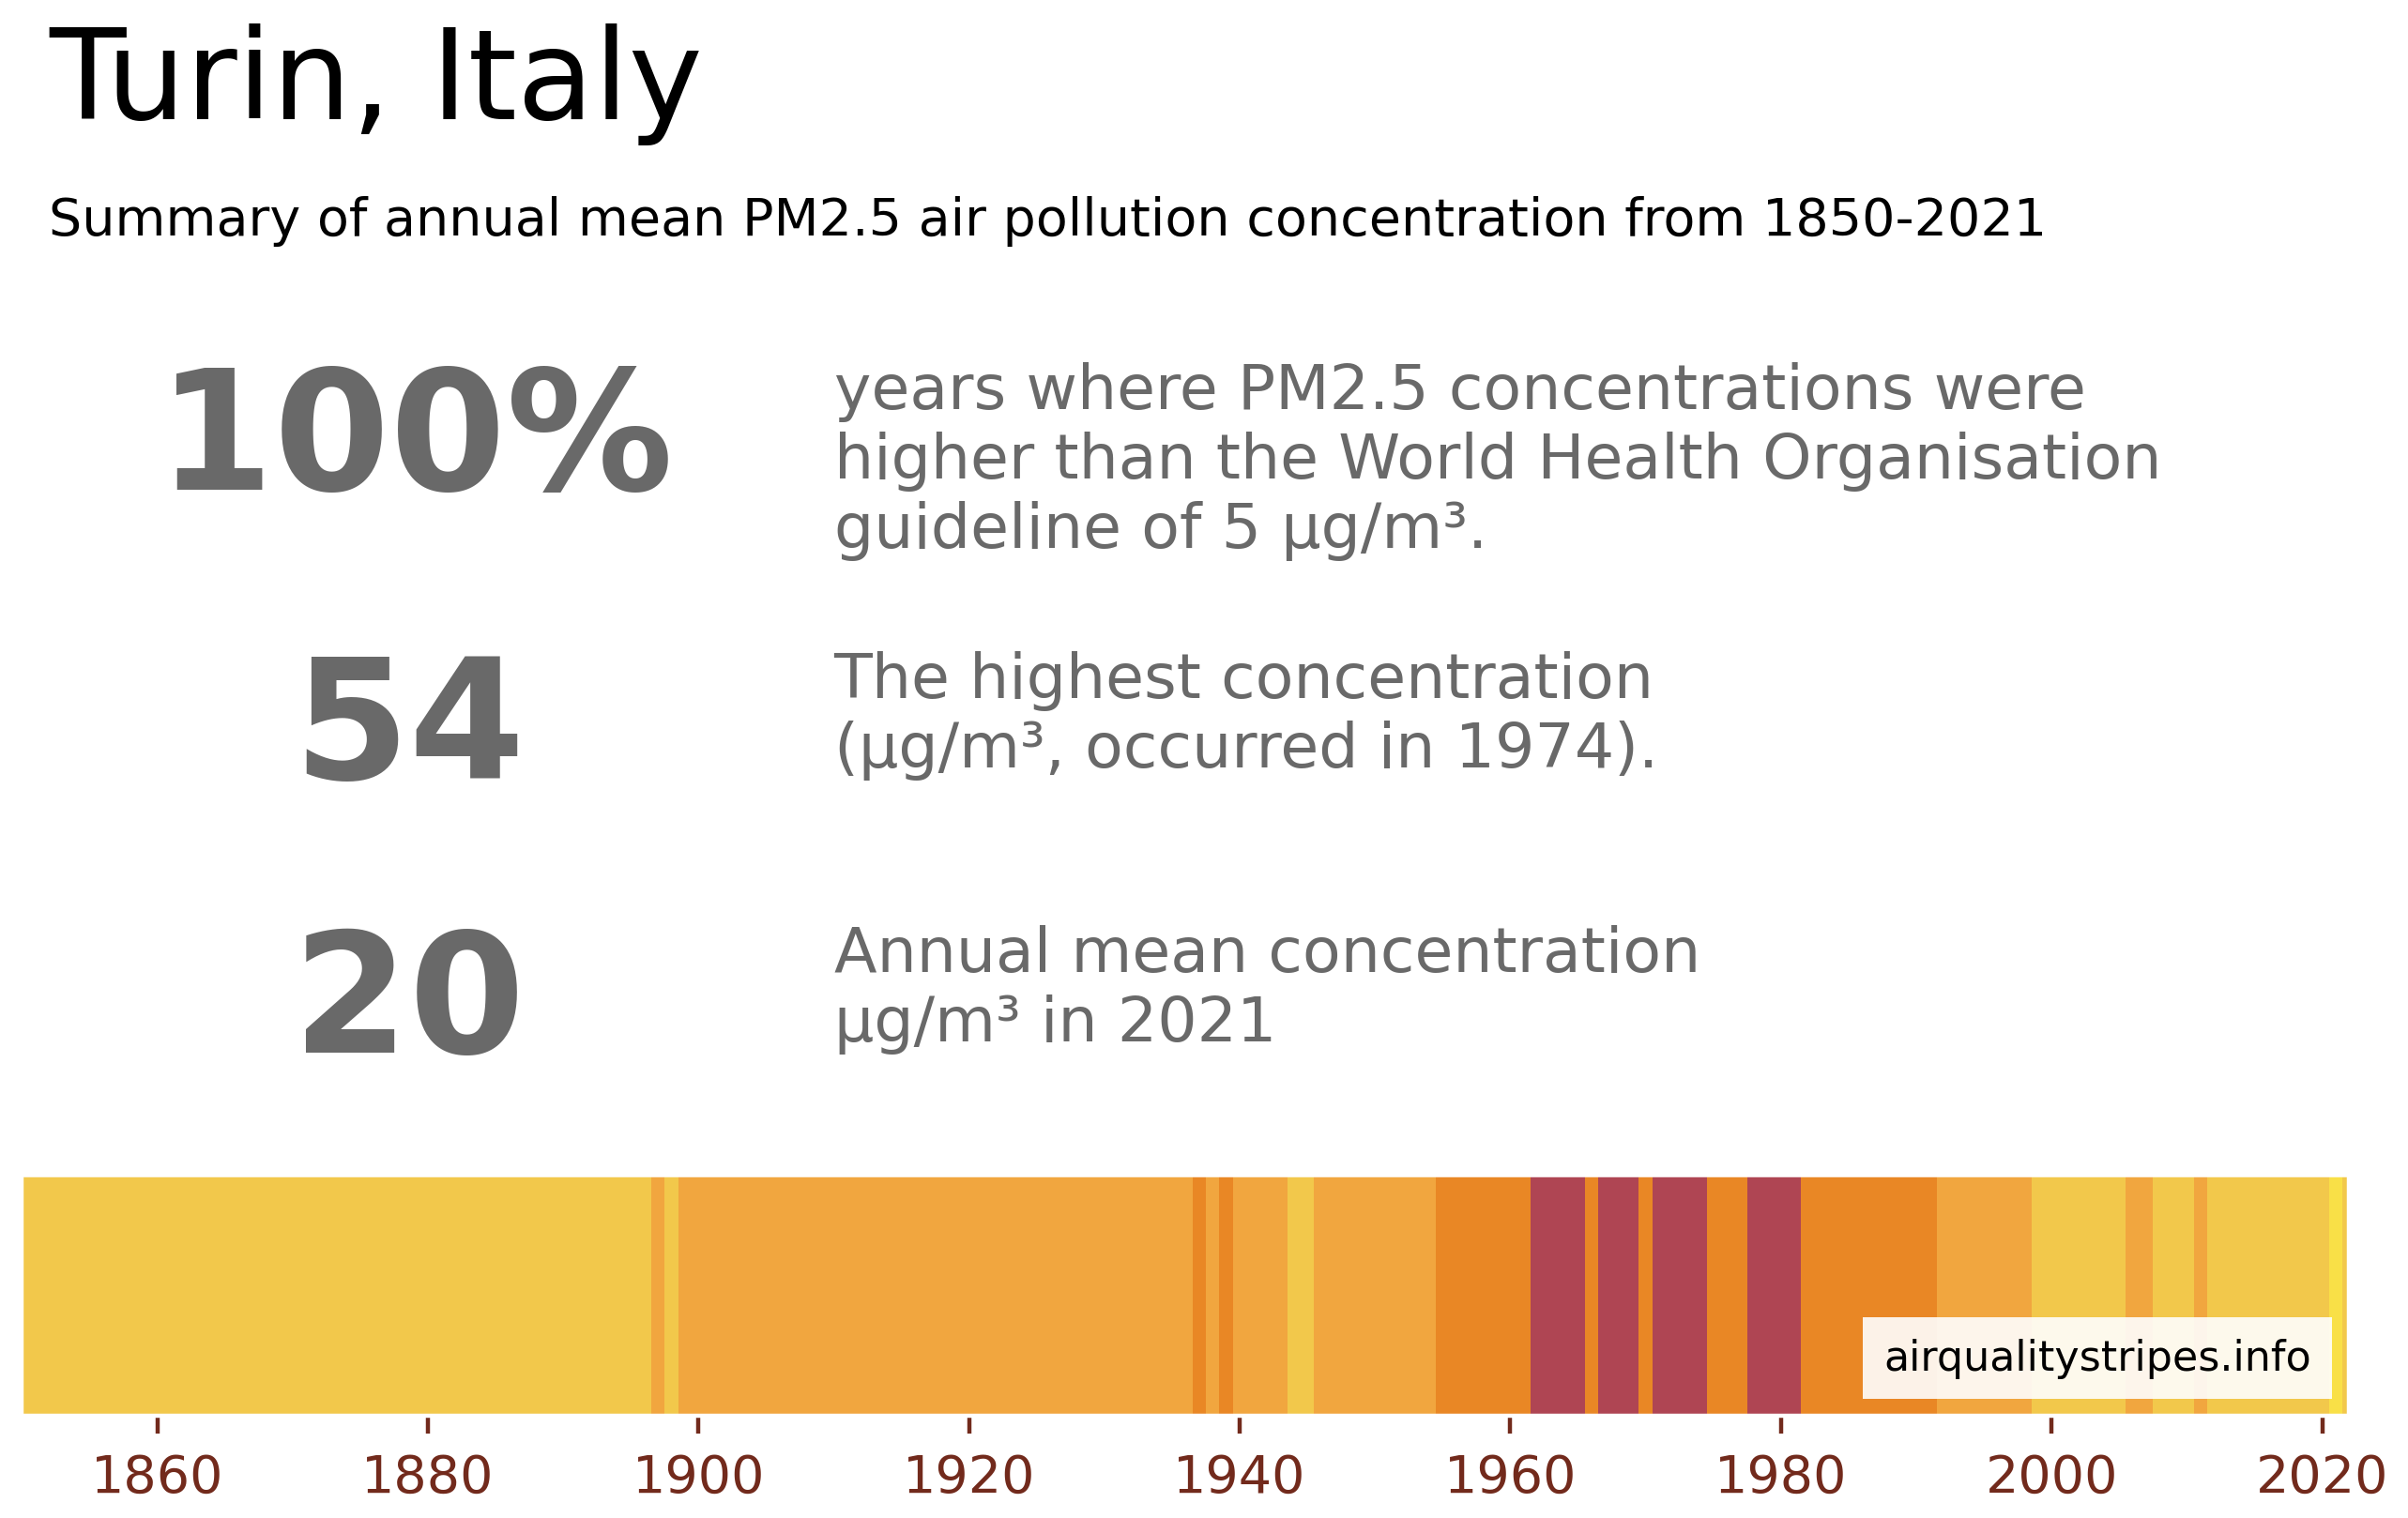 Turin, Italy
Summary of annual mean PM2.5 air pollution concentration from 1850-2021
100%
years where PM2.5 concentrations were
higher than the World Health Organisation
guideline of 5 µg/m³.
54
The highest concentration
(µg/m³, occurred in 1974).
20
Annual mean concentration
µg/m³ in 2021
airqualitystripes.info
1860 1880 1900 1920 1940 1960 1980 2000 2020